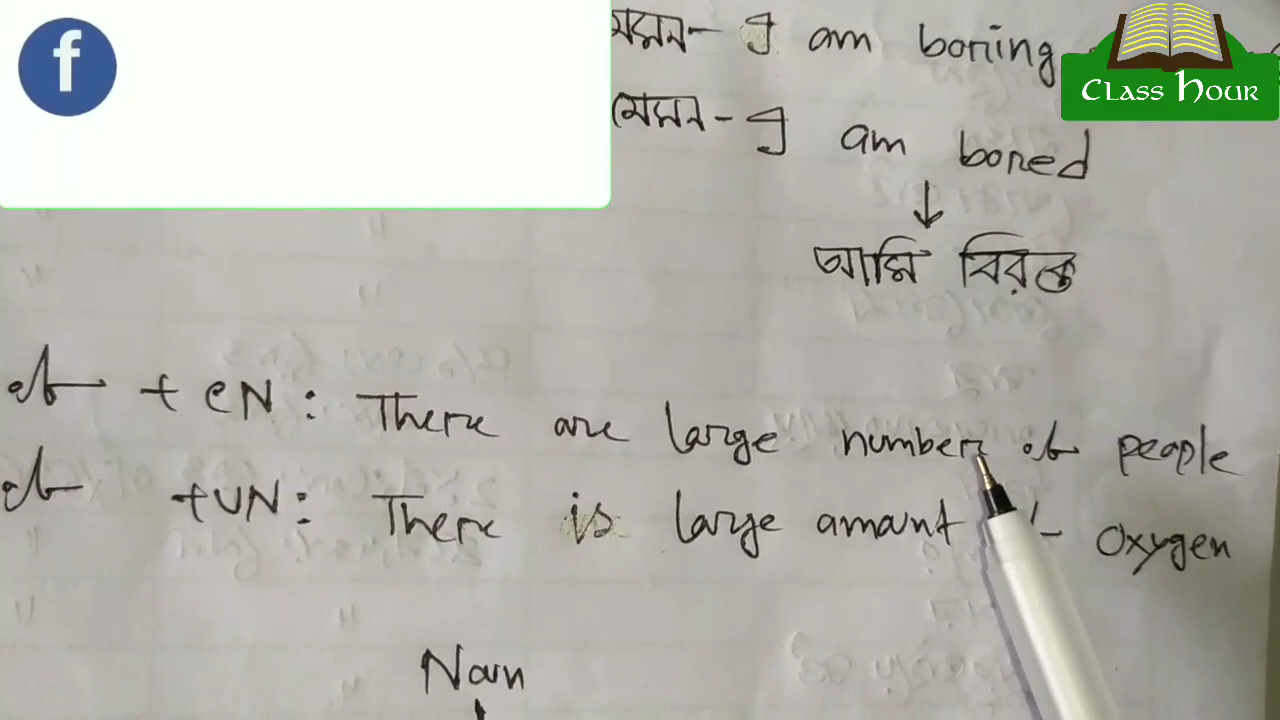 যেমন - I am boring
CLASS HOUR
যেমন - I am bored
↓
আমি বিরক্ত
of + CN : There are large number of people
of + UN : There is large amount of Oxygen
Noun